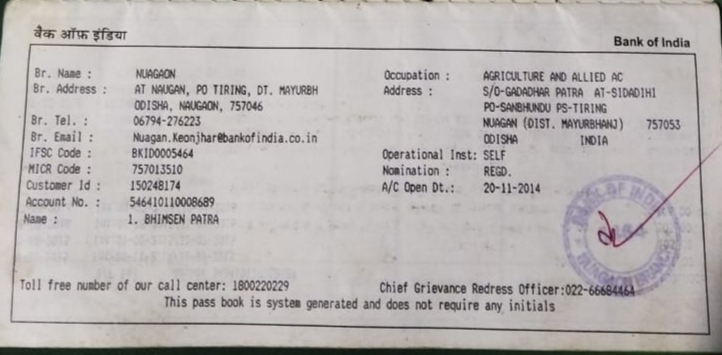 बैंक ऑफ़ इंडिया
Bank of India
Br. Name : NUAGAON
Br. Address : AT NAUGAN, PO TIRING, DT. MAYURBH
ODISHA, NAUGAON, 757046
Br. Tel. : 06794-276223
Br. Email : Nuagan.Keonjhar@bankofindia.co.in
IFSC Code : BKID0005464
MICR Code : 757013510
Customer Id : 150248174
Account No. : 546410110008689
Name : 1. BHIMSEN PATRA
Occupation : AGRICULTURE AND ALLIED AC
Address : S/O-GADADHAR PATRA AT-SIDADIHI
PO-SANBHUNDU PS-TIRING
NUAGAN (DIST. MAYURBHANJ) 757053
ODISHA INDIA
Operational Inst: SELF
Nomination : REGD.
A/C Open Dt.: 20-11-2014
BANK OF INDIA
Toll free number of our call center: 1800220229
Chief Grievance Redress Officer:022-66684464
This pass book is system generated and does not require any initials